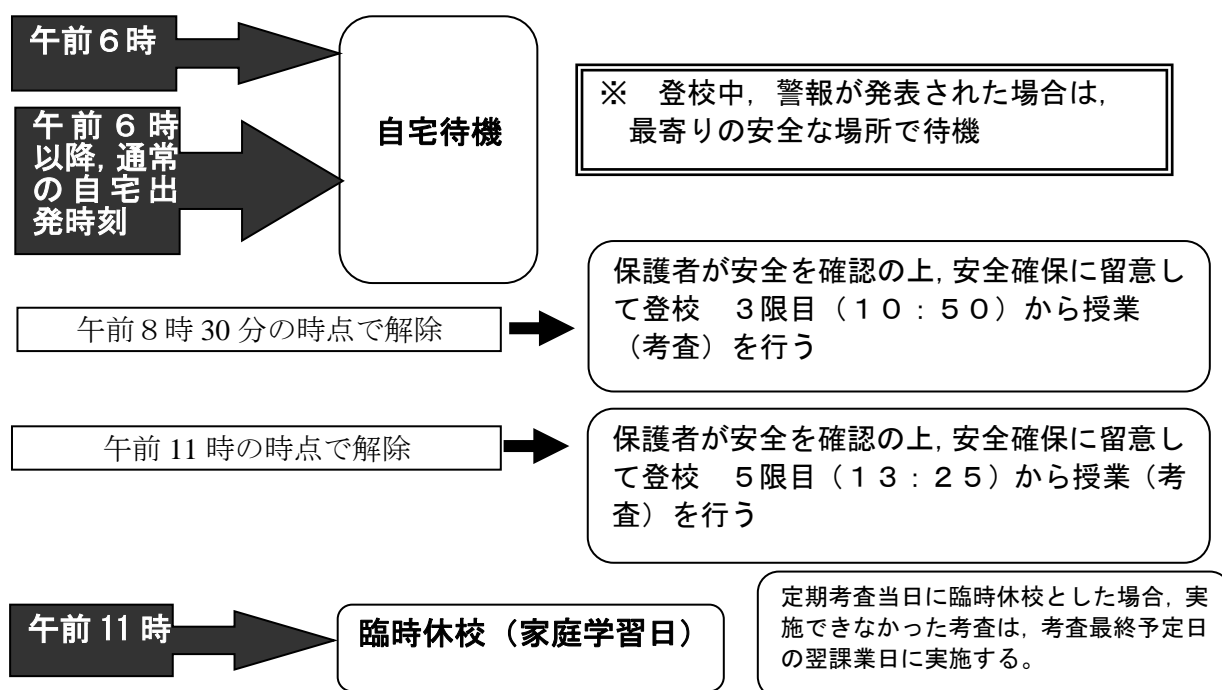 午前６時
午前６時
以降，通常
の自宅出
発時刻
自宅待機
※　登校中，警報が発表された場合は，
最寄りの安全な場所で待機
午前８時 30 分の時点で解除
保護者が安全を確認の上，安全確保に留意し
て登校　３限目（１０：５０）から授業
（考査）を行う
午前 11 時の時点で解除
保護者が安全を確認の上，安全確保に留意し
て登校　５限目（１３：２５）から授業（考
査）を行う
午前 11 時
臨時休校（家庭学習日）
定期考査当日に臨時休校とした場合，実
施できなかった考査は，考査最終予定日
の翌課業日に実施する。